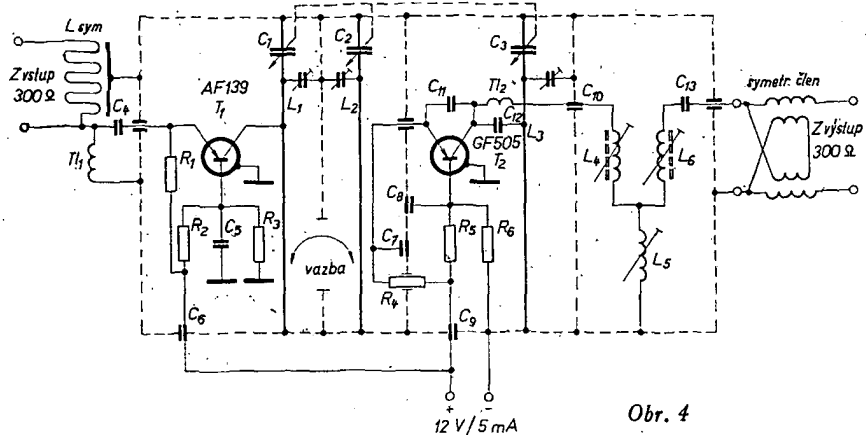 L sym
Z vstup
300 Ω
C4
Tl1
R1
R2
C5
R3
C6
AF139
T1
C1
L1
C2
L2
vazba
C11
Tl2
C12
GF505
T2
C8
C7
R4
R5
R6
C9
C3
L3
C10
L4
L6
L5
C13
symetr. člen
Z výstup
300 Ω
+ -
12 V/5 mA
Obr. 4